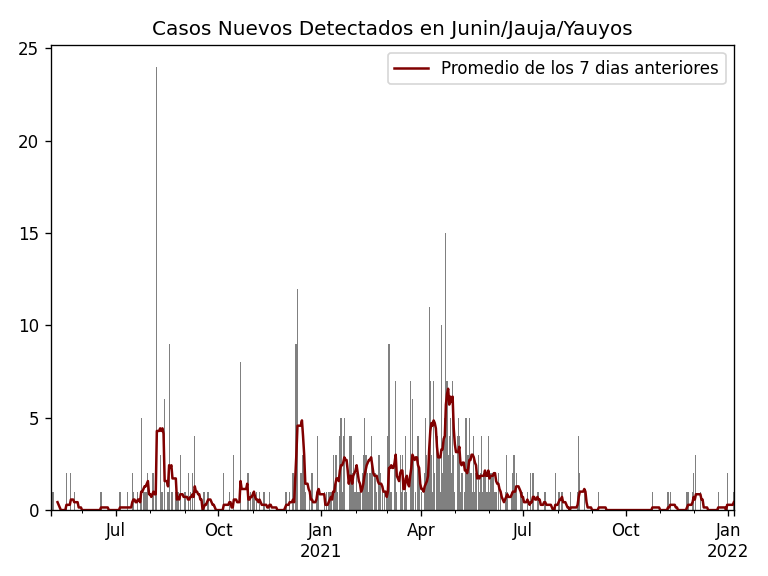 Casos Nuevos Detectados en Junin/Jauja/Yauyos
Promedio de los 7 dias anteriores
25
20
15
10
5
0
Jul
Oct
Jan
2021
Apr
Jul
Oct
Jan
2022